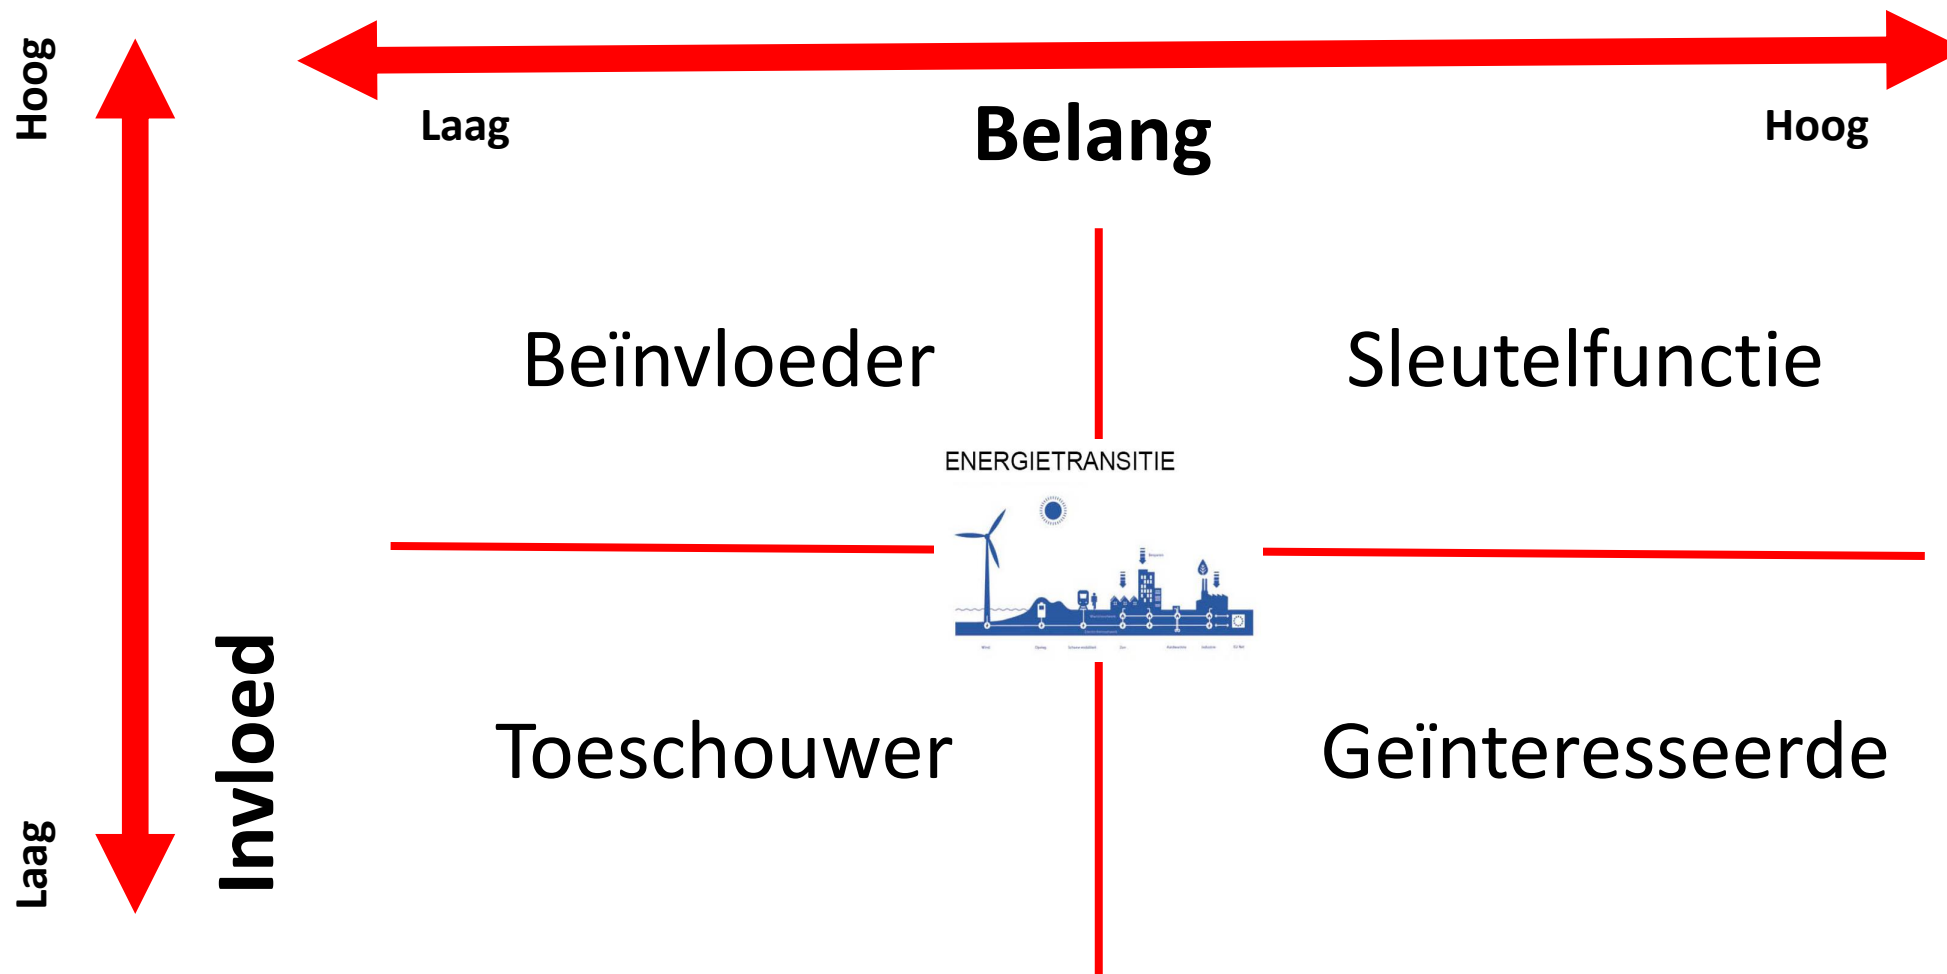 Hoog
Laag
Belang
Hoog
Beïnvloeder
Sleutelfunctie
ENERGIETRANSITIE
Invloed
Toeschouwer
Geïnteresseerde
Laag